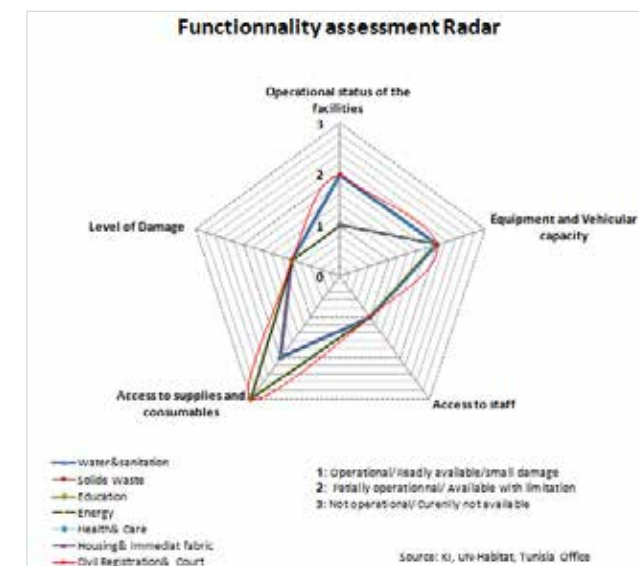 Functionnality assessment Radar
Operational status of the
facilities
3
2
1
0
Equipment and Vehicular
capacity
Level of Damage
Access to supplies and
consumables
Access to staff
Water&sanitation
Solide Waste
Education
Energy
Health& Care
Housing& Immediat fabric
Civil Registration& Court
1: Operational/Readly available/small damage
2: Patially operationnal/ Available with limitation
3: Not operational/ Curenlly not available
Source: KI, UN-Habitat, Tunisia Office